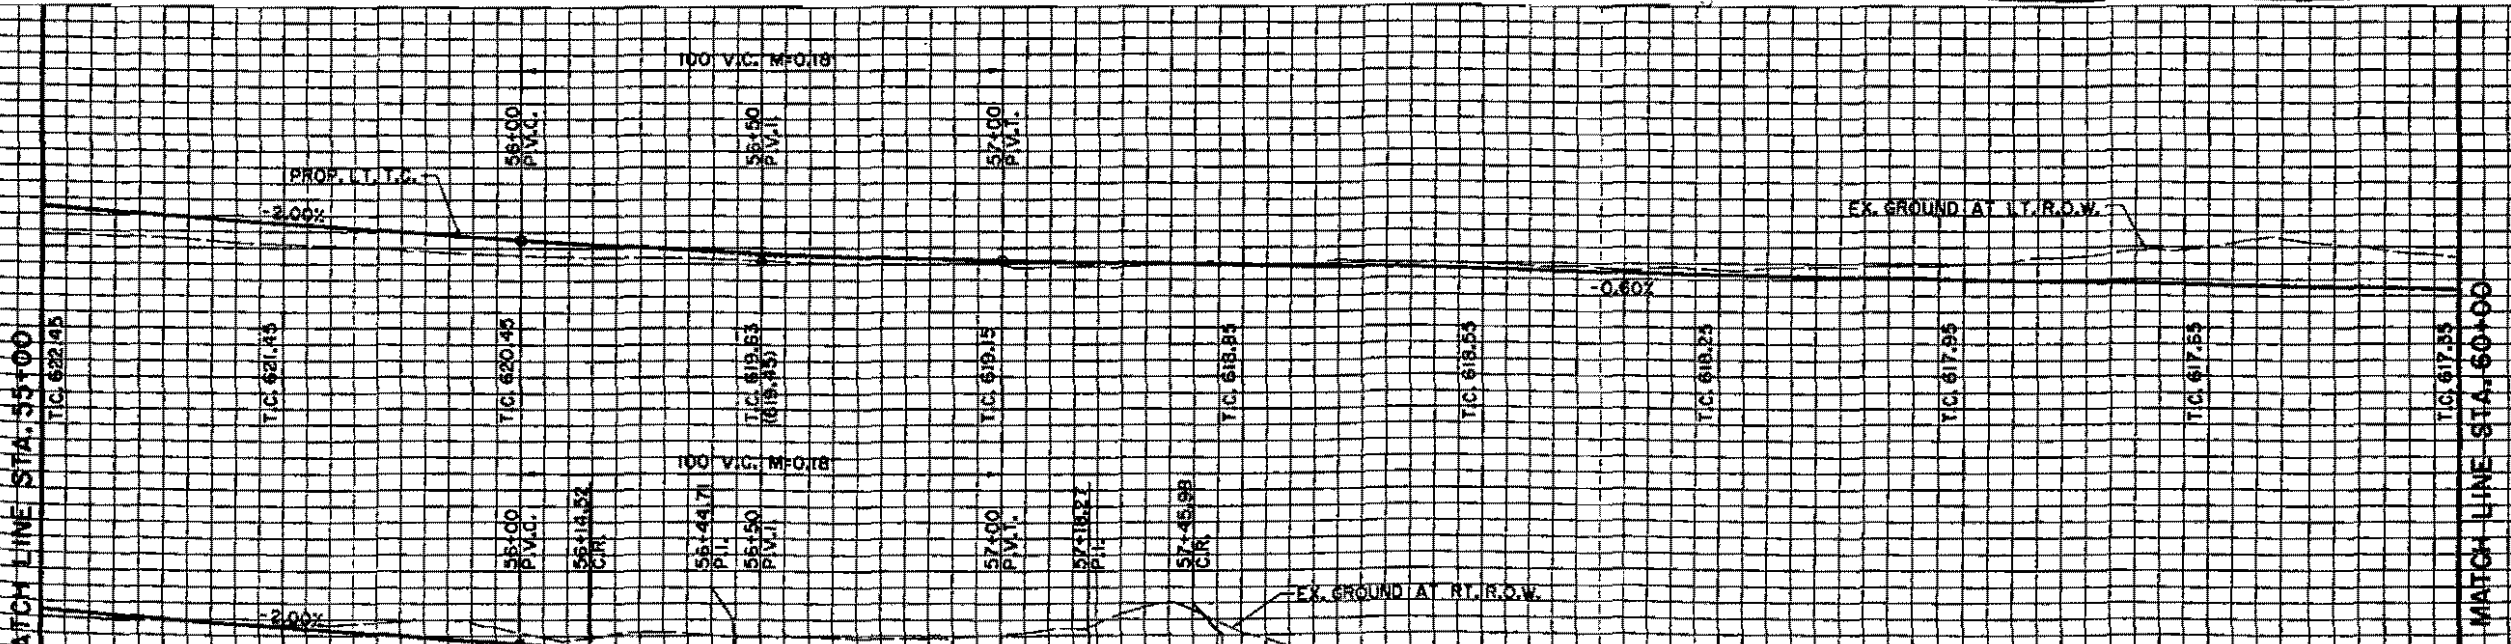 100 V.C. M=0.18
56+00
P.V.C.
56+50
P.V.I.
57+00
P.V.T.
PROP. LT. T.C.
-2.00%
EX. GROUND AT LT. R.O.W.
-0.60%
MATCH LINE STA. 55+00
T.C. 622.45
T.C. 621.45
T.C. 620.45
T.C. 619.63
(619.45)
T.C. 619.15
T.C. 618.85
T.C. 618.55
T.C. 618.25
T.C. 617.95
T.C. 617.65
T.C. 617.35
MATCH LINE STA. 60+00
100 V.C. M=0.18
56+00
P.V.C.
56+14.52
C.R.
56+44.71
P.I.
56+50
P.V.I.
57+00
P.V.T.
57+18.27
P.I.
57+45.98
C.R.
-2.00%
EX. GROUND AT RT. R.O.W.